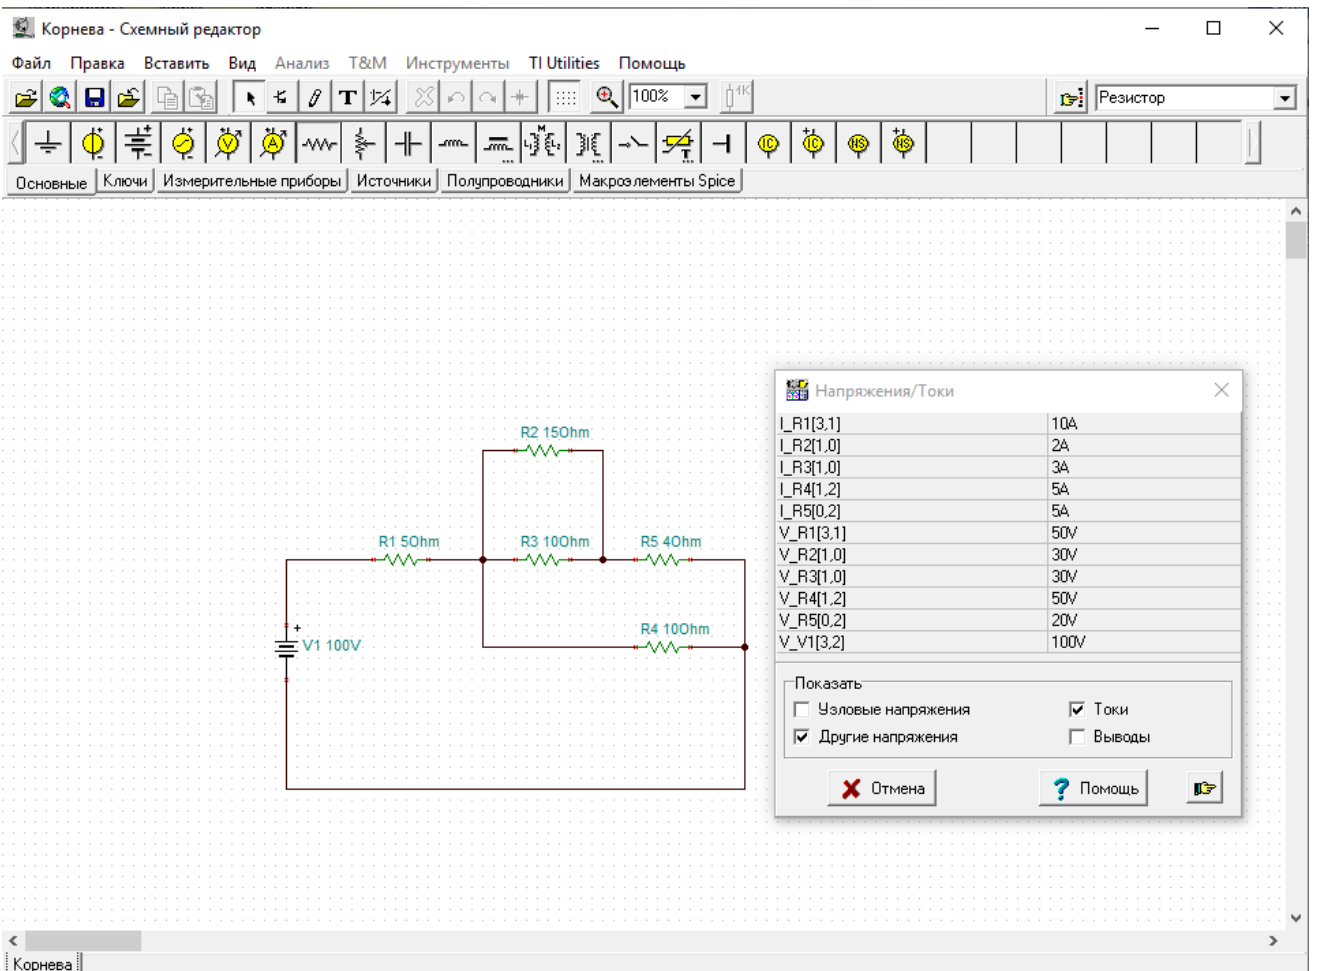 Корнева - Схемный редактор
Файл Правка Вставить Вид Анализ T&M Инструменты TI Utilities Помощь
100% 1K Резистор
Основные Ключи Измерительные приборы Источники Полупроводники Макроэлементы Spice
Напряжения/Токи
I_R1[3,1] 10A
I_R2[1,0] 2A
I_R3[1,0] 3A
I_R4[1,2] 5A
I_R5[0,2] 5A
V_R1[3,1] 50V
V_R2[1,0] 30V
V_R3[1,0] 30V
V_R4[1,2] 50V
V_R5[0,2] 20V
V_V1[3,2] 100V
Показать
Узловые напряжения Токи
Другие напряжения Выводы
Отмена Помощь
R2 15Ohm
R1 5Ohm R3 10Ohm R5 4Ohm
R4 10Ohm
+
V1 100V
Корнева